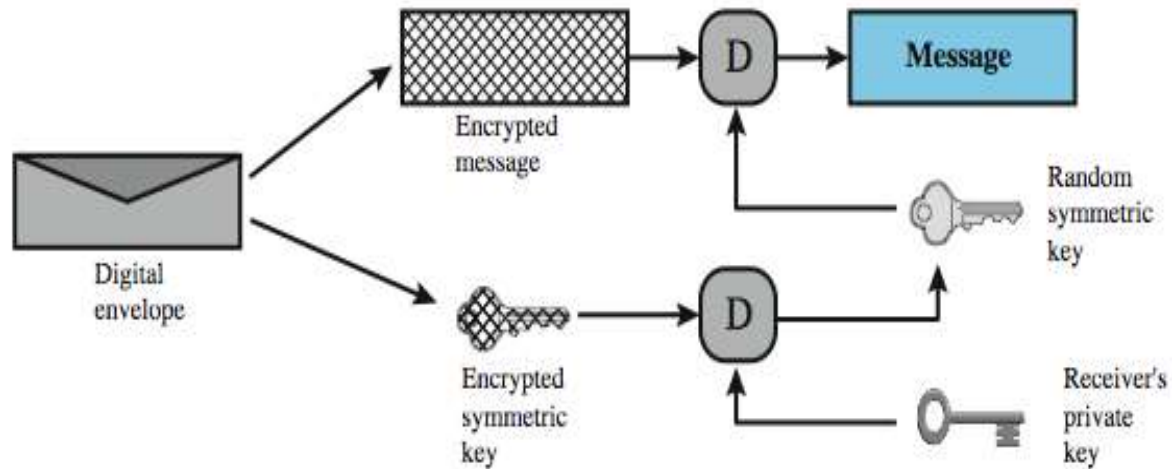 D
Message
Encrypted
message
Random
symmetric
key
Digital
envelope
D
Encrypted
symmetric
key
Receiver's
private
key